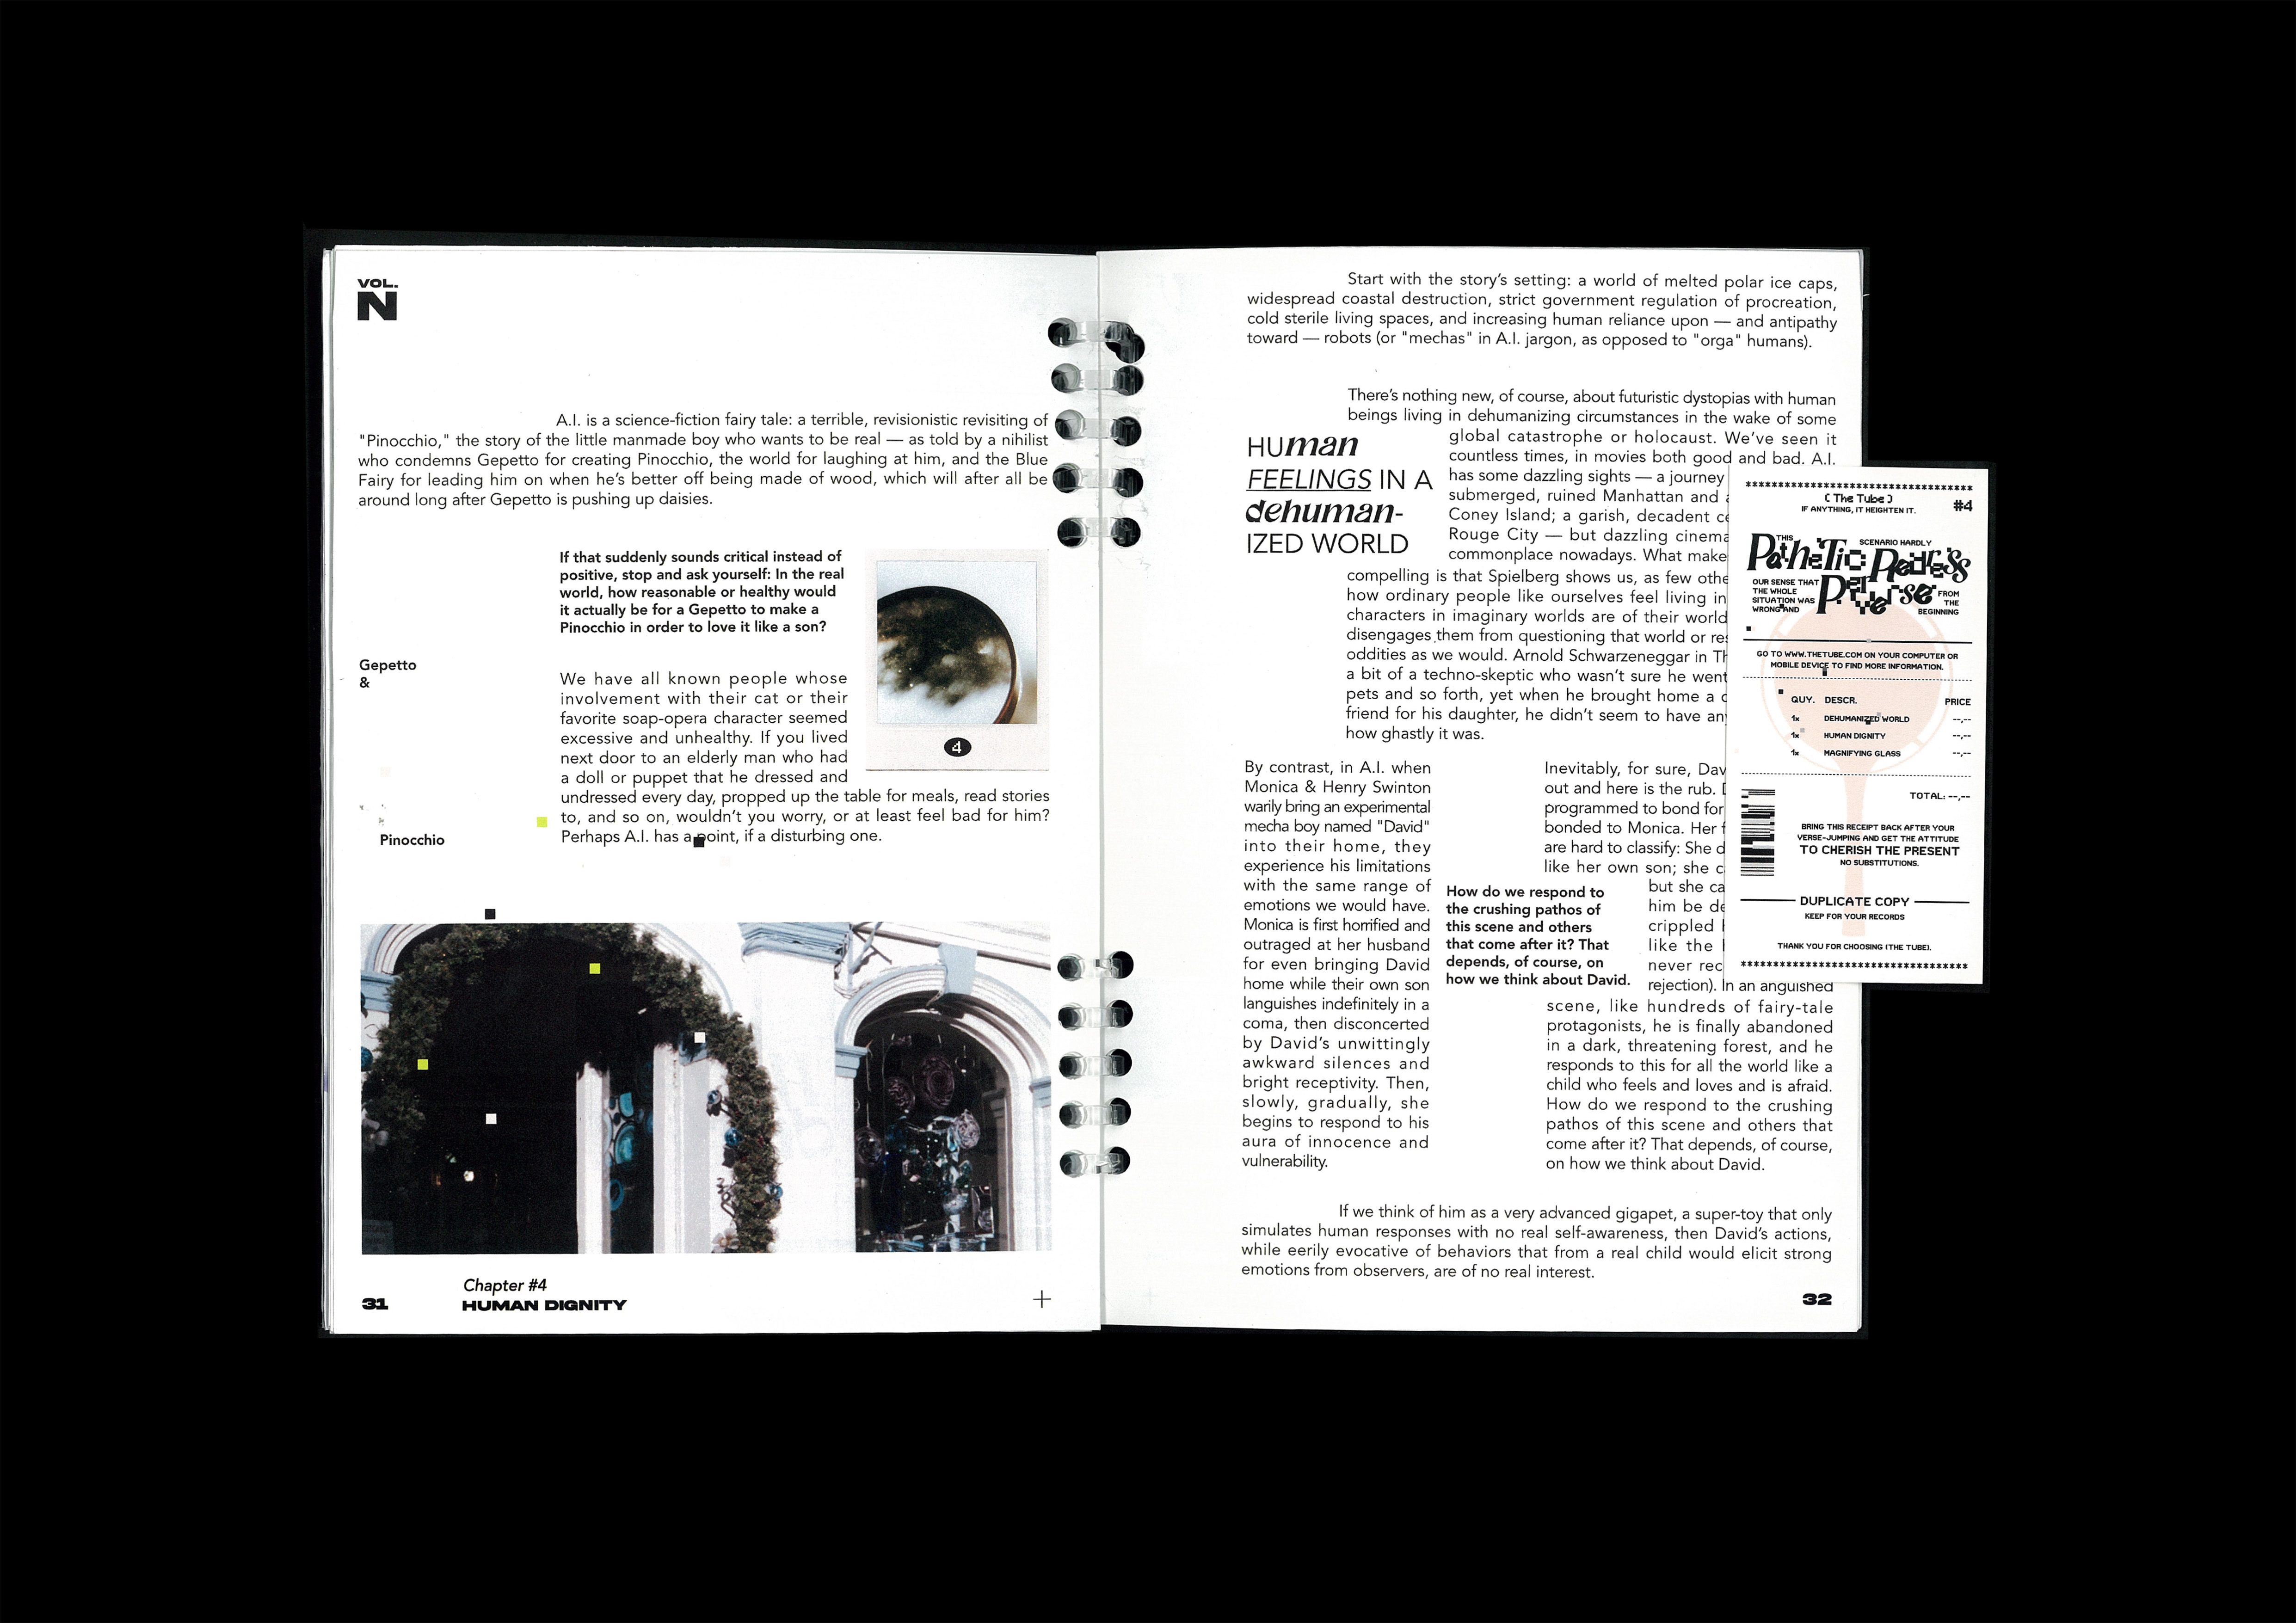 VOL.
N
A.I. is a science-fiction fairy tale: a terrible, revisionistic revisiting of
"Pinocchio," the story of the little manmade boy who wants to be real — as told by a nihilist
who condemns Gepetto for creating Pinocchio, the world for laughing at him, and the Blue
Fairy for leading him on when he's better off being made of wood, which will after all be
around long after Gepetto is pushing up daisies.
If that suddenly sounds critical instead of
positive, stop and ask yourself: In the real
world, how reasonable or healthy would
it actually be for a Gepetto to make a
Pinocchio in order to love it like a son?
Gepetto
&
Pinocchio
We have all known people whose
involvement with their cat or their
favorite soap-opera character seemed
excessive and unhealthy. If you lived
next door to an elderly man who had
a doll or puppet that he dressed and
undressed every day, propped up the table for meals, read stories
to, and so on, wouldn't you worry, or at least feel bad for him?
Perhaps A.I. has a point, if a disturbing one.
4
Chapter #4
31 HUMAN DIGNITY
Start with the story's setting: a world of melted polar ice caps,
widespread coastal destruction, strict government regulation of procreation,
cold sterile living spaces, and increasing human reliance upon — and antipathy
toward — robots (or "mechas" in A.I. jargon, as opposed to "orga" humans).
There's nothing new, of course, about futuristic dystopias with human
beings living in dehumanizing circumstances in the wake of some
global catastrophe or holocaust. We've seen it
countless times, in movies both good and bad. A.I.
has some dazzling sights — a journey
submerged, ruined Manhattan and
Coney Island; a garish, decadent
Rouge City — but dazzling cinema
commonplace nowadays. What make
compelling is that Spielberg shows us, as few
how ordinary people like ourselves feel living in
characters in imaginary worlds are of their world
disengages them from questioning that world or
oddities as we would. Arnold Schwarzeneggar in
a bit of a techno-skeptic who wasn't sure he went
pets and so forth, yet when he brought home a
friend for his daughter, he didn't seem to have
how ghastly it was.
HUman
FEELINGS IN A
dehuman-
IZED WORLD
By contrast, in A.I. when
Monica & Henry Swinton
warily bring an experimental
mecha boy named "David"
into their home, they
experience his limitations
with the same range of
emotions we would have.
Monica is first horrified and
outraged at her husband
for even bringing David
home while their own son
languishes indefinitely in a
coma, then disconcerted
by David's unwittingly
awkward silences and
bright receptivity. Then,
slowly, gradually, she
begins to respond to his
aura of innocence and
vulnerability.
How do we respond to
the crushing pathos of
this scene and others
that come after it? That
depends, of course, on
how we think about David.
Inevitably, for sure, Dav
out and here is the rub.
programmed to bond for
bonded to Monica. Her
are hard to classify: She
like her own son; she
but she ca
him be
crippled
like the
never rec
rejection). In an anguished
scene, like hundreds of fairy-tale
protagonists, he is finally abandoned
in a dark, threatening forest, and he
responds to this for all the world like a
child who feels and loves and is afraid.
How do we respond to the crushing
pathos of this scene and others that
come after it? That depends, of course,
on how we think about David.
If we think of him as a very advanced gigapet, a super-toy that only
simulates human responses with no real self-awareness, then David's actions,
while eerily evocative of behaviors that from a real child would elicit strong
emotions from observers, are of no real interest.
32
( The Tube )
IF ANYTHING, IT HEIGHTEN IT.
#4
THIS
SCENARIO HARDLY
Pathetic Redress
OUR SENSE THAT
THE WHOLE
SITUATION WAS
WRONG AND
Perverse
FROM
THE
BEGINNING
GO TO WWW.THETUBE.COM ON YOUR COMPUTER OR
MOBILE DEVICE TO FIND MORE INFORMATION.
QUY. DESCR. PRICE
1x DEHUMANIZED WORLD --,--
1x HUMAN DIGNITY --,--
1x MAGNIFYING GLASS --,--
TOTAL: --,--
BRING THIS RECEIPT BACK AFTER YOUR
VERSE-JUMPING AND GET THE ATTITUDE
TO CHERISH THE PRESENT
NO SUBSTITUTIONS.
DUPLICATE COPY
KEEP FOR YOUR RECORDS
THANK YOU FOR CHOOSING (THE TUBE).